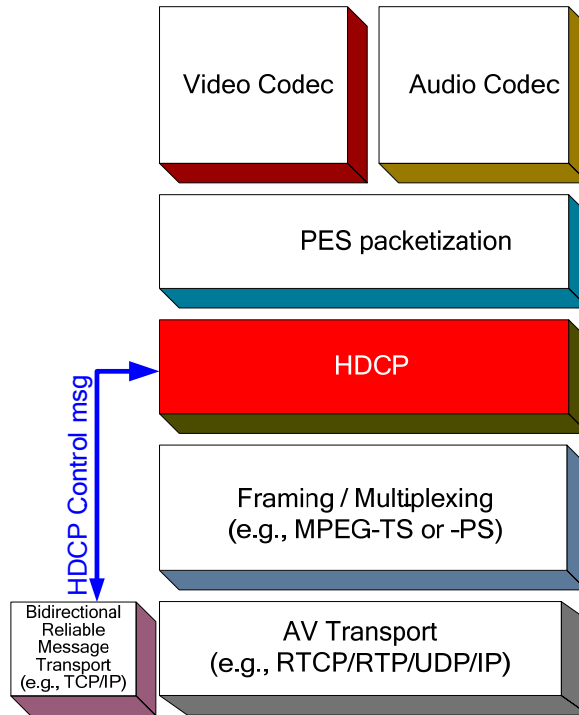 Video Codec
Audio Codec
PES packetization
HDCP
HDCP Control msg
Framing / Multiplexing
(e.g., MPEG-TS or -PS)
Bidirectional
Reliable
Message
Transport
(e.g., TCP/IP)
AV Transport
(e.g., RTCP/RTP/UDP/IP)